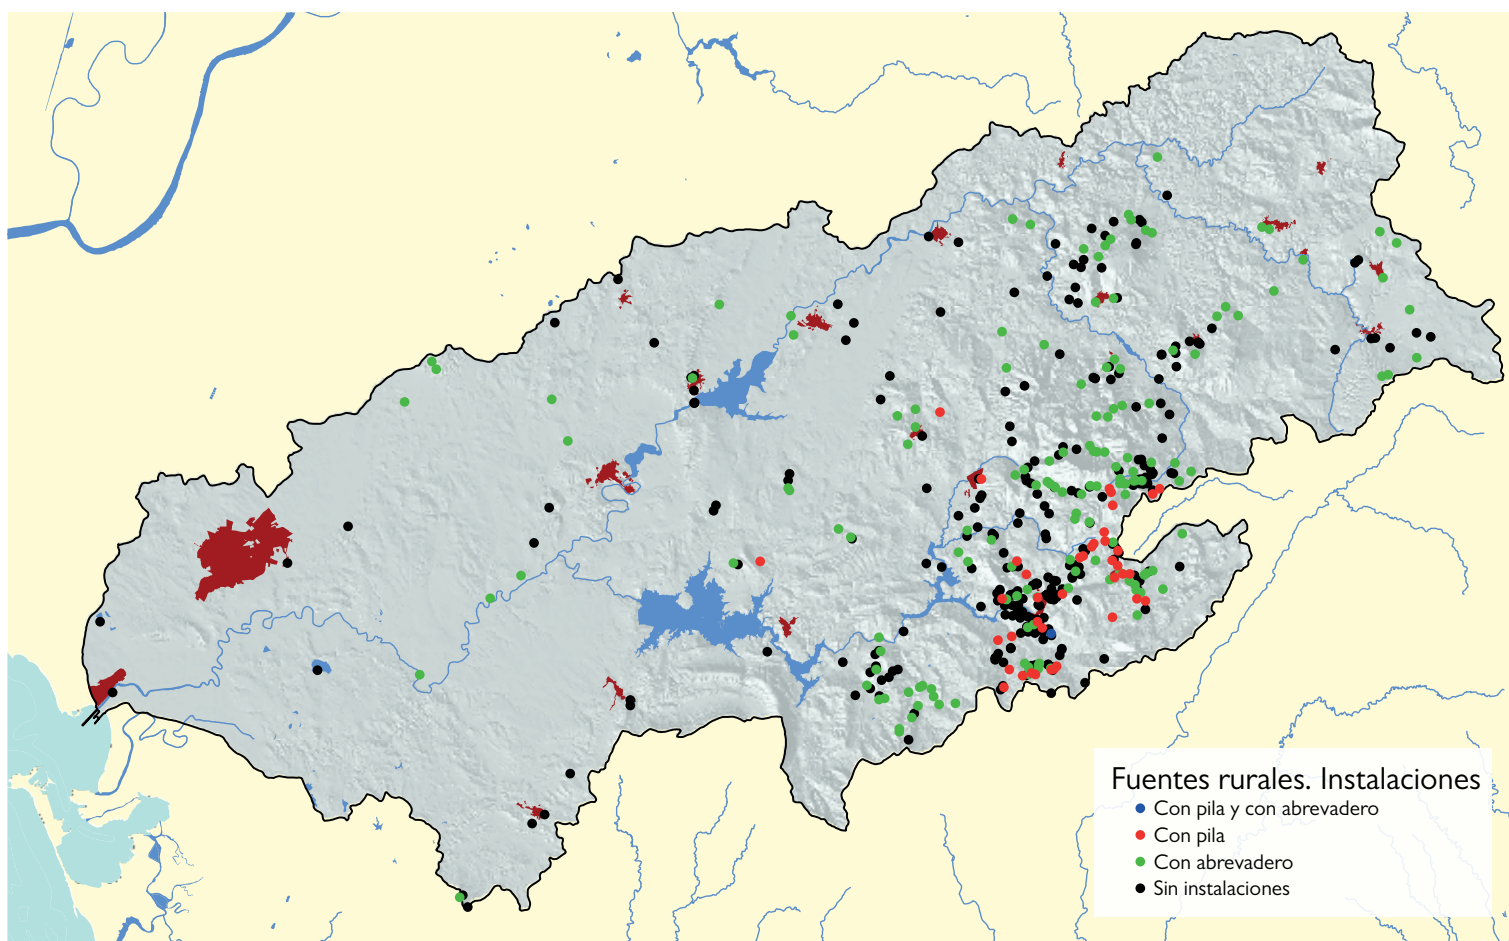 Fuentes rurales. Instalaciones
Con pila y con abrevadero
Con pila
Con abrevadero
Sin instalaciones